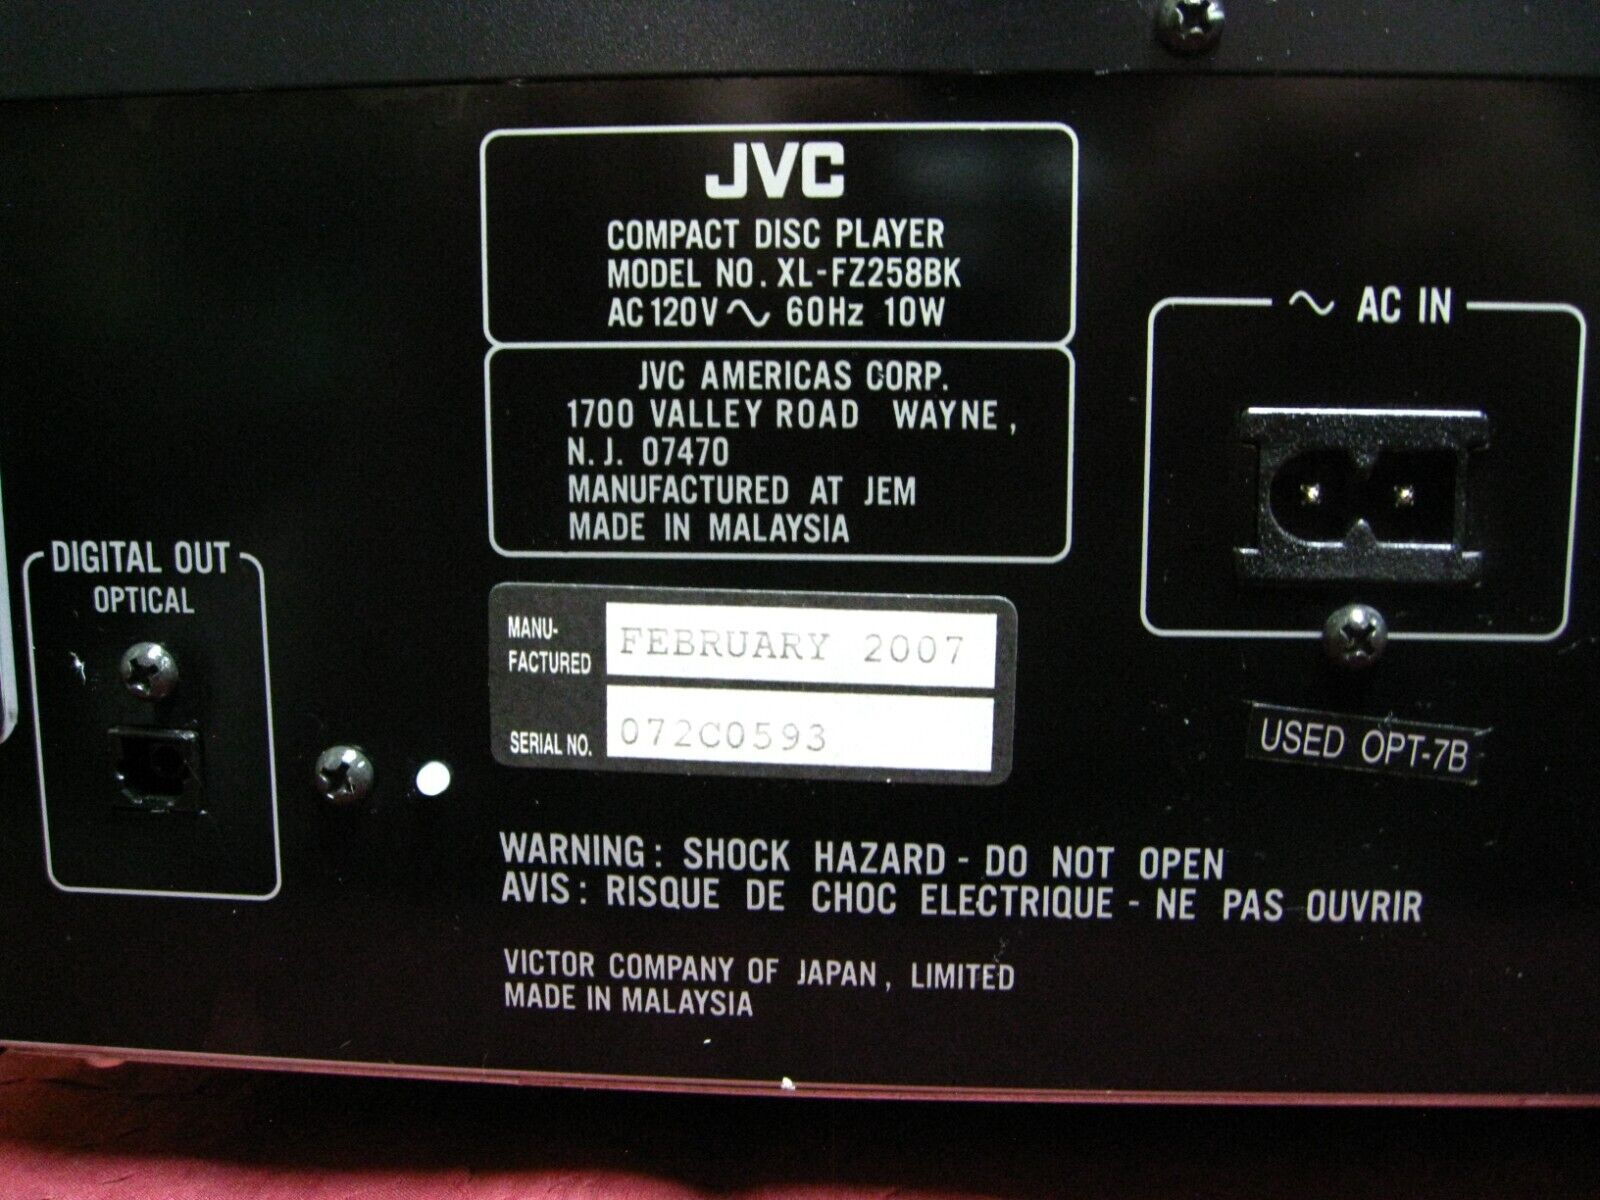 JVC
COMPACT DISC PLAYER
MODEL NO. XL-FZ258BK
AC 120V ~ 60Hz 10W
JVC AMERICAS CORP.
1700 VALLEY ROAD WAYNE,
N. J. 07470
MANUFACTURED AT JEM
MADE IN MALAYSIA
~ AC IN
DIGITAL OUT
OPTICAL
MANU-
FACTURED
FEBRUARY 2007
SERIAL NO.
072C0593
USED OPT-7B
WARNING: SHOCK HAZARD - DO NOT OPEN
AVIS: RISQUE DE CHOC ELECTRIQUE - NE PAS OUVRIR
VICTOR COMPANY OF JAPAN, LIMITED
MADE IN MALAYSIA